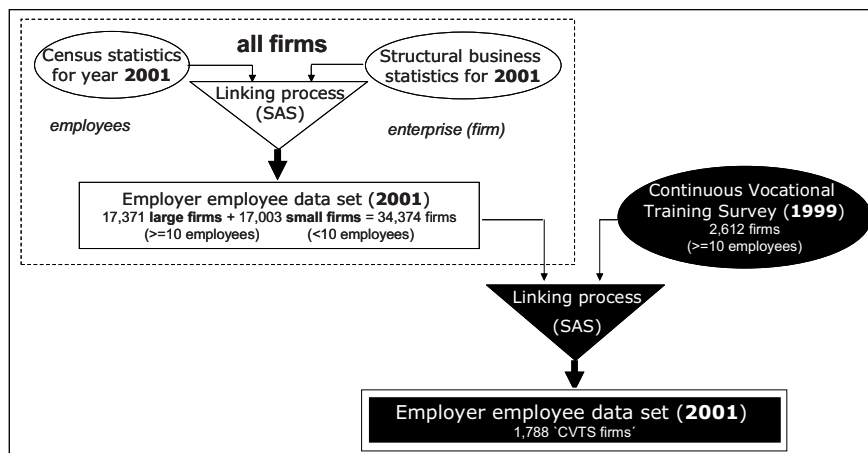 all firms
Census statistics
for year 2001
Structural business
statistics for 2001
Linking process
(SAS)
employees
enterprise (firm)
Employer employee data set (2001)
17,371 large firms + 17,003 small firms = 34,374 firms
(>=10 employees) (<10 employees)
Continuous Vocational
Training Survey (1999)
2,612 firms
(>=10 employees)
Linking process
(SAS)
Employer employee data set (2001)
1,788 `CVTS firms´